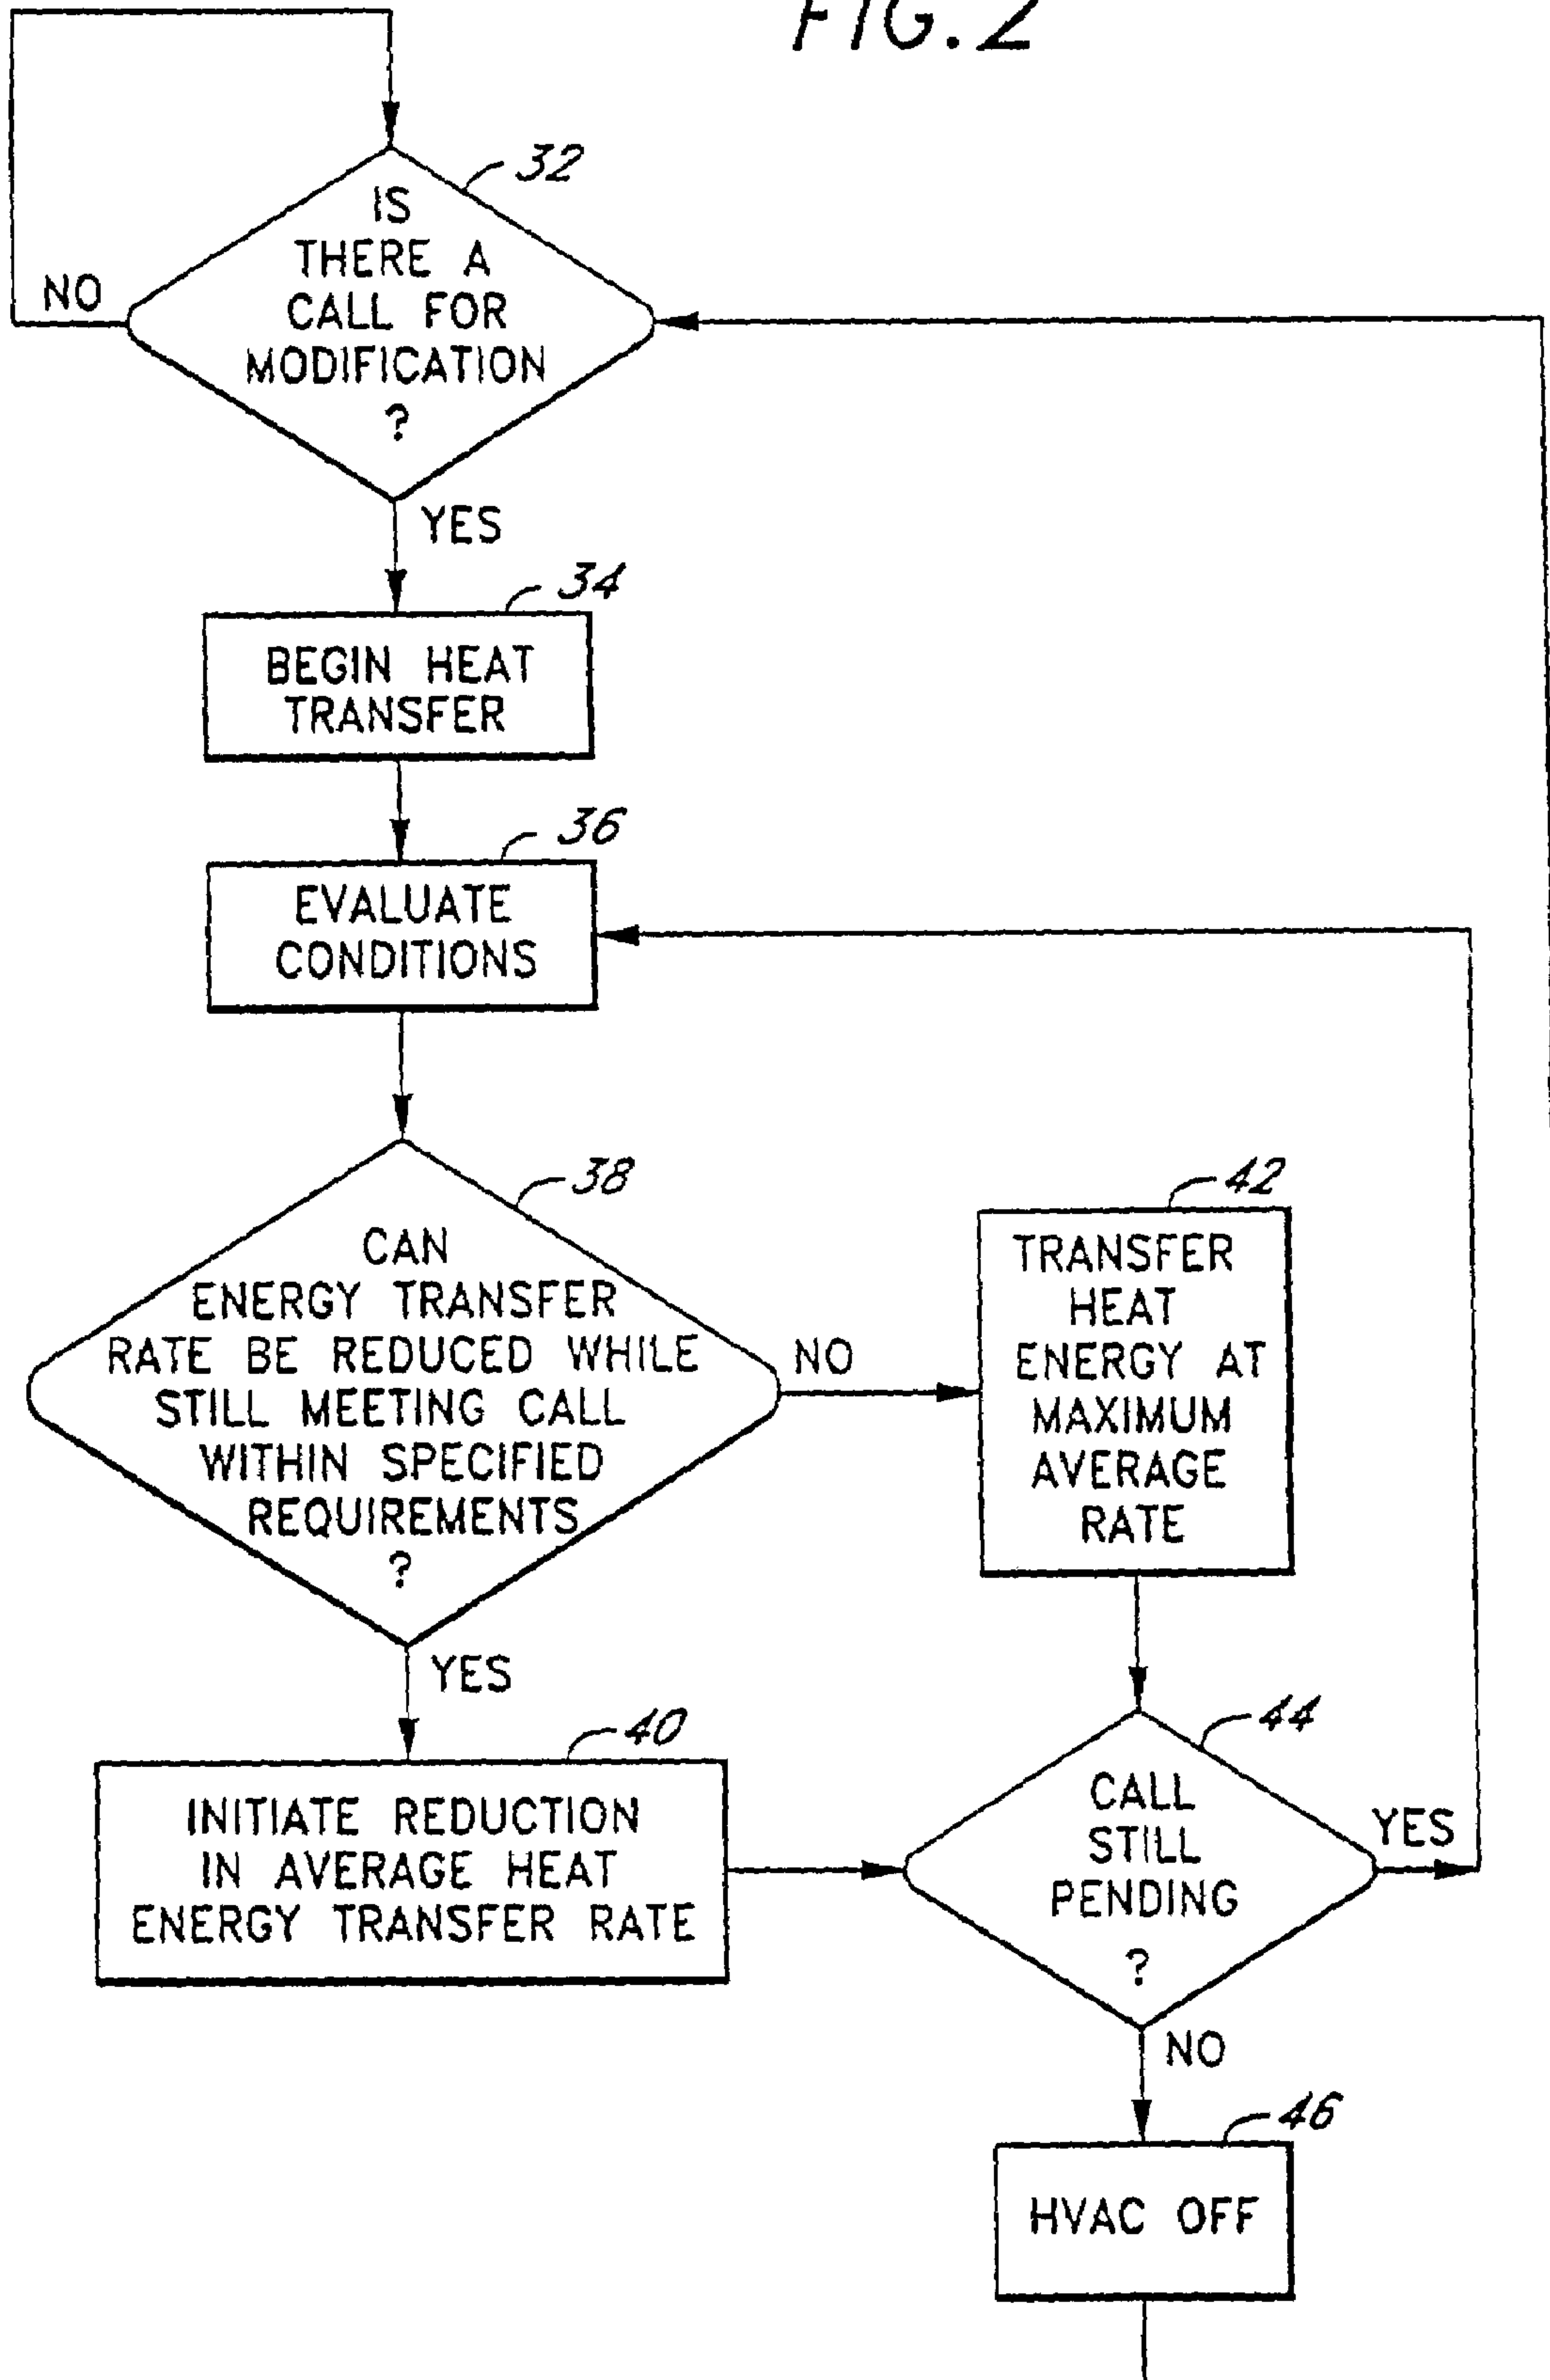 FIG. 2
32
IS
THERE A
CALL FOR
MODIFICATION
?
NO
YES
34
BEGIN HEAT
TRANSFER
36
EVALUATE
CONDITIONS
38
CAN
ENERGY TRANSFER
RATE BE REDUCED WHILE
STILL MEETING CALL
WITHIN SPECIFIED
REQUIREMENTS
?
NO
YES
42
TRANSFER
HEAT
ENERGY AT
MAXIMUM
AVERAGE
RATE
40
INITIATE REDUCTION
IN AVERAGE HEAT
ENERGY TRANSFER RATE
44
CALL
STILL
PENDING
?
YES
NO
46
HVAC OFF